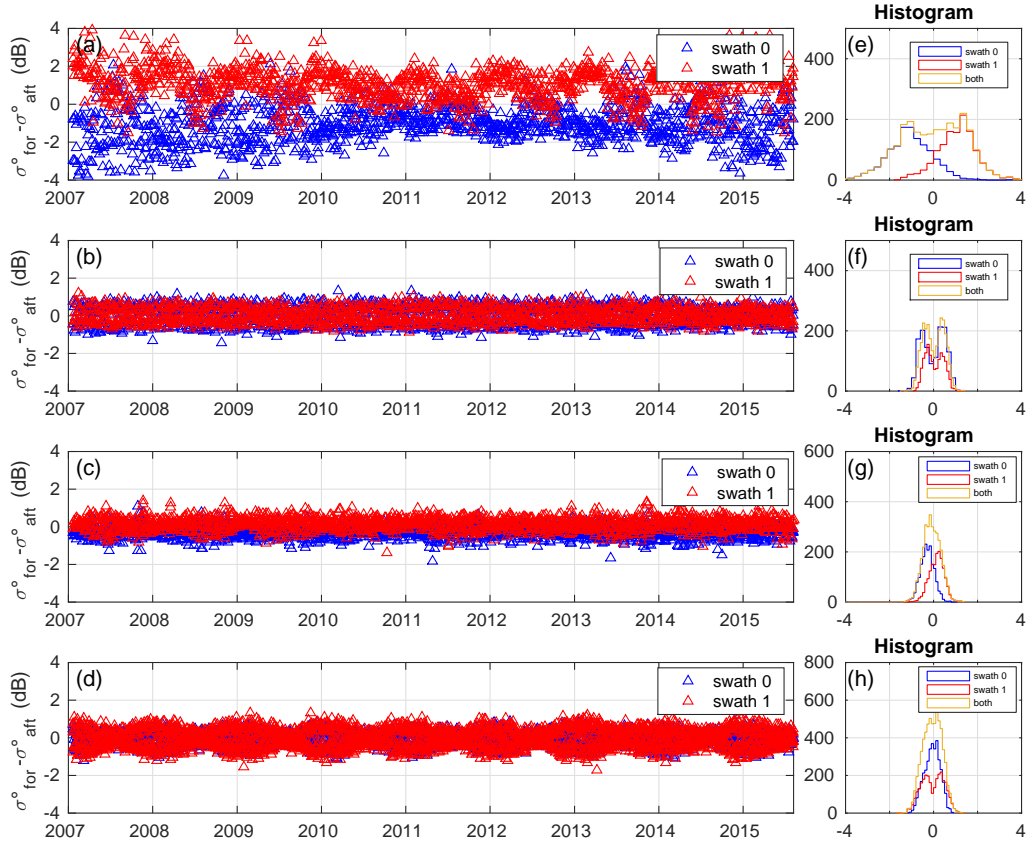 (a)
σ° for -σ° aft (dB)
4
2
0
-2
-4
swath 0
swath 1
2007 2008 2009 2010 2011 2012 2013 2014 2015
Histogram
(e)
swath 0
swath 1
both
400
200
0
-4 0 4
(b)
σ° for -σ° aft (dB)
4
2
0
-2
-4
swath 0
swath 1
2007 2008 2009 2010 2011 2012 2013 2014 2015
Histogram
(f)
swath 0
swath 1
both
400
200
0
-4 0 4
(c)
σ° for -σ° aft (dB)
4
2
0
-2
-4
swath 0
swath 1
2007 2008 2009 2010 2011 2012 2013 2014 2015
Histogram
(g)
swath 0
swath 1
both
600
400
200
0
-4 0 4
(d)
σ° for -σ° aft (dB)
4
2
0
-2
-4
swath 0
swath 1
2007 2008 2009 2010 2011 2012 2013 2014 2015
Histogram
(h)
swath 0
swath 1
both
800
600
400
200
0
-4 0 4